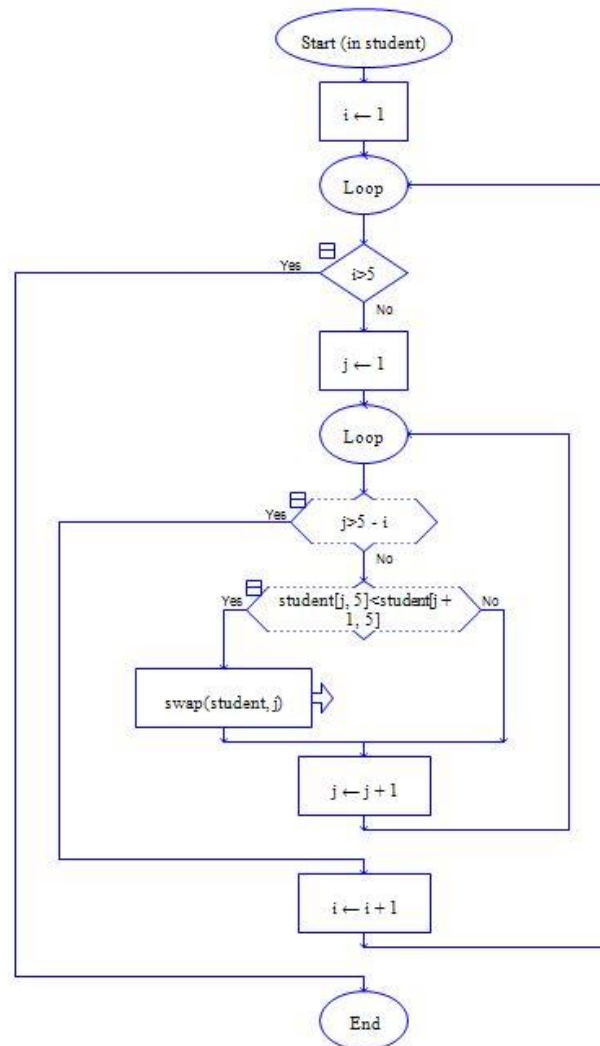 Start (in student)
i ← 1
Loop
Yes
i>5
No
j ← 1
Loop
Yes
j>5 - i
No
Yes
student[j, 5]<student[j +
1, 5]
No
swap(student, j)
j ← j + 1
i ← i + 1
End